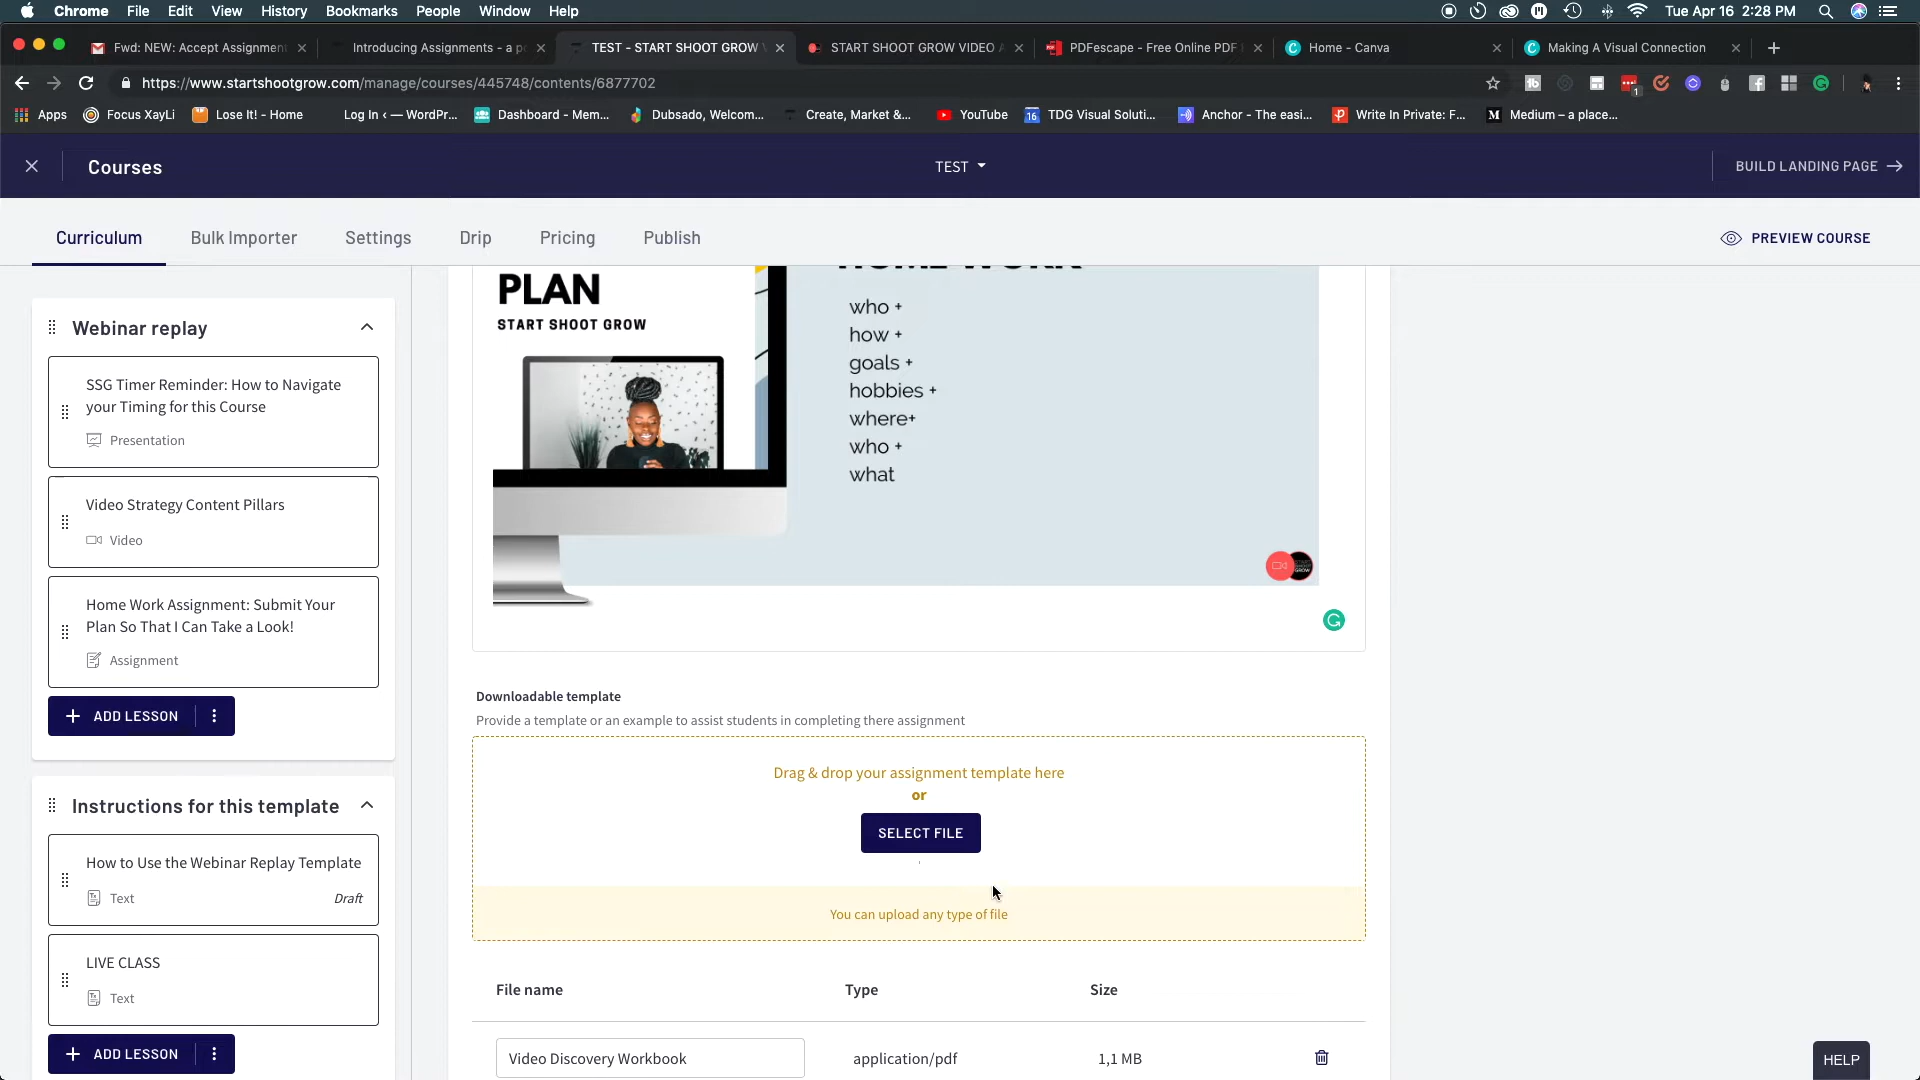 Chrome File Edit View History Bookmarks People Window Help
Tue Apr 16 2:28 PM
Fwd: NEW: Accept Assignmen
Introducing Assignments - a p
TEST - START SHOOT GROW V
START SHOOT GROW VIDEO A
PDFescape - Free Online PDF
Home - Canva
Making A Visual Connection
https://www.startshootgrow.com/manage/courses/445748/contents/6877702
Apps
Focus XayLi
Lose It! - Home
Log In ‹ — WordPr...
Dashboard - Mem...
Dubsado, Welcom...
Create, Market &...
YouTube
TDG Visual Soluti...
Anchor - The easi...
Write In Private: F...
Medium – a place...
Courses
TEST
BUILD LANDING PAGE
Curriculum
Bulk Importer
Settings
Drip
Pricing
Publish
PREVIEW COURSE
Webinar replay
SSG Timer Reminder: How to Navigate
your Timing for this Course
Presentation
Video Strategy Content Pillars
Video
Home Work Assignment: Submit Your
Plan So That I Can Take a Look!
Assignment
ADD LESSON
Instructions for this template
How to Use the Webinar Replay Template
Text
Draft
LIVE CLASS
Text
ADD LESSON
PLAN
START SHOOT GROW
HOME WORK
who +
how +
goals +
hobbies +
where+
who +
what
Downloadable template
Provide a template or an example to assist students in completing there assignment
Drag & drop your assignment template here
or
SELECT FILE
You can upload any type of file
File name
Type
Size
Video Discovery Workbook
application/pdf
1,1 MB
HELP